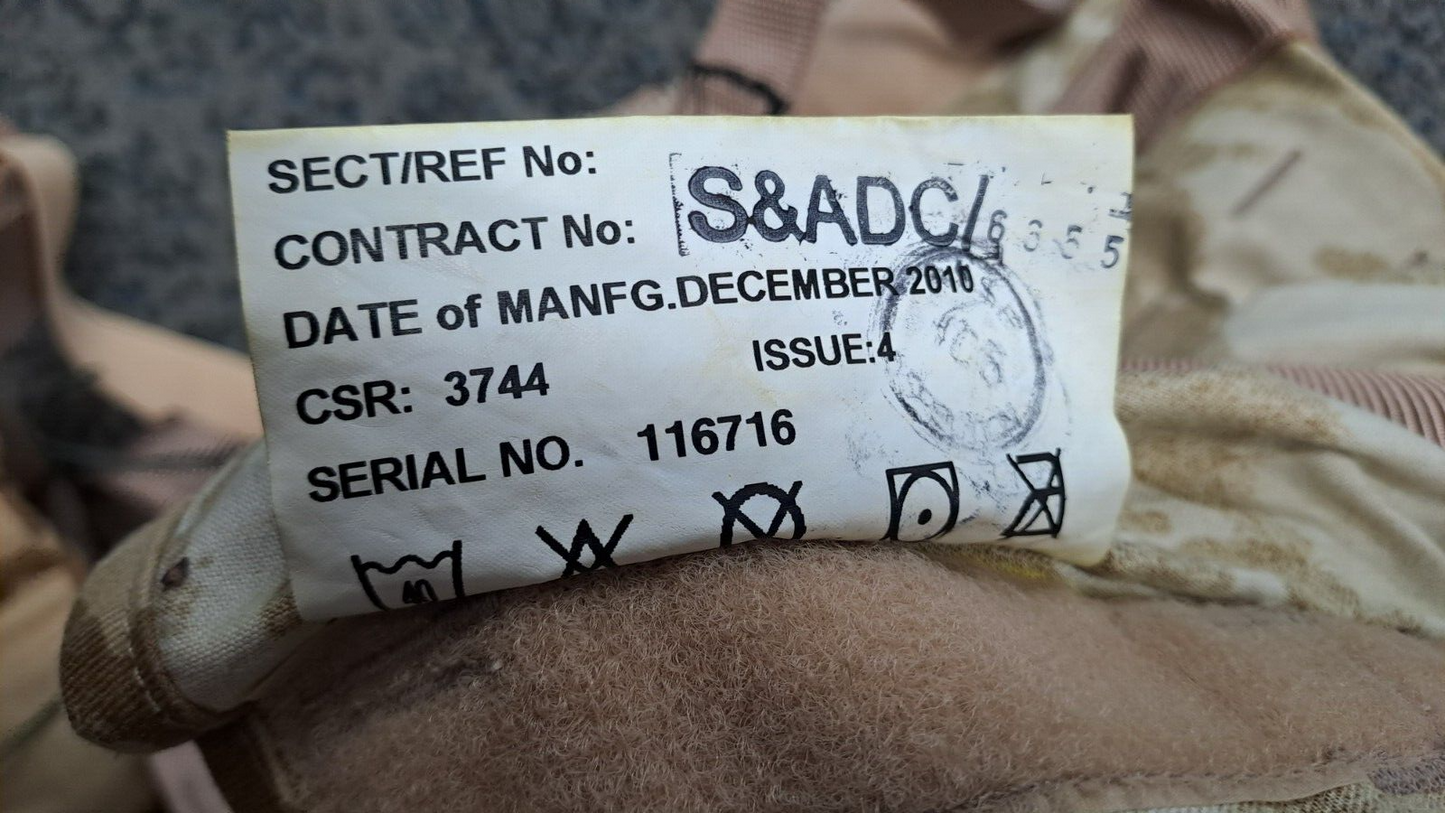 SECT/REF No:
CONTRACT No: S&ADC/6355
DATE of MANFG.DECEMBER 2010
CSR: 3744 ISSUE:4
SERIAL NO. 116716
40